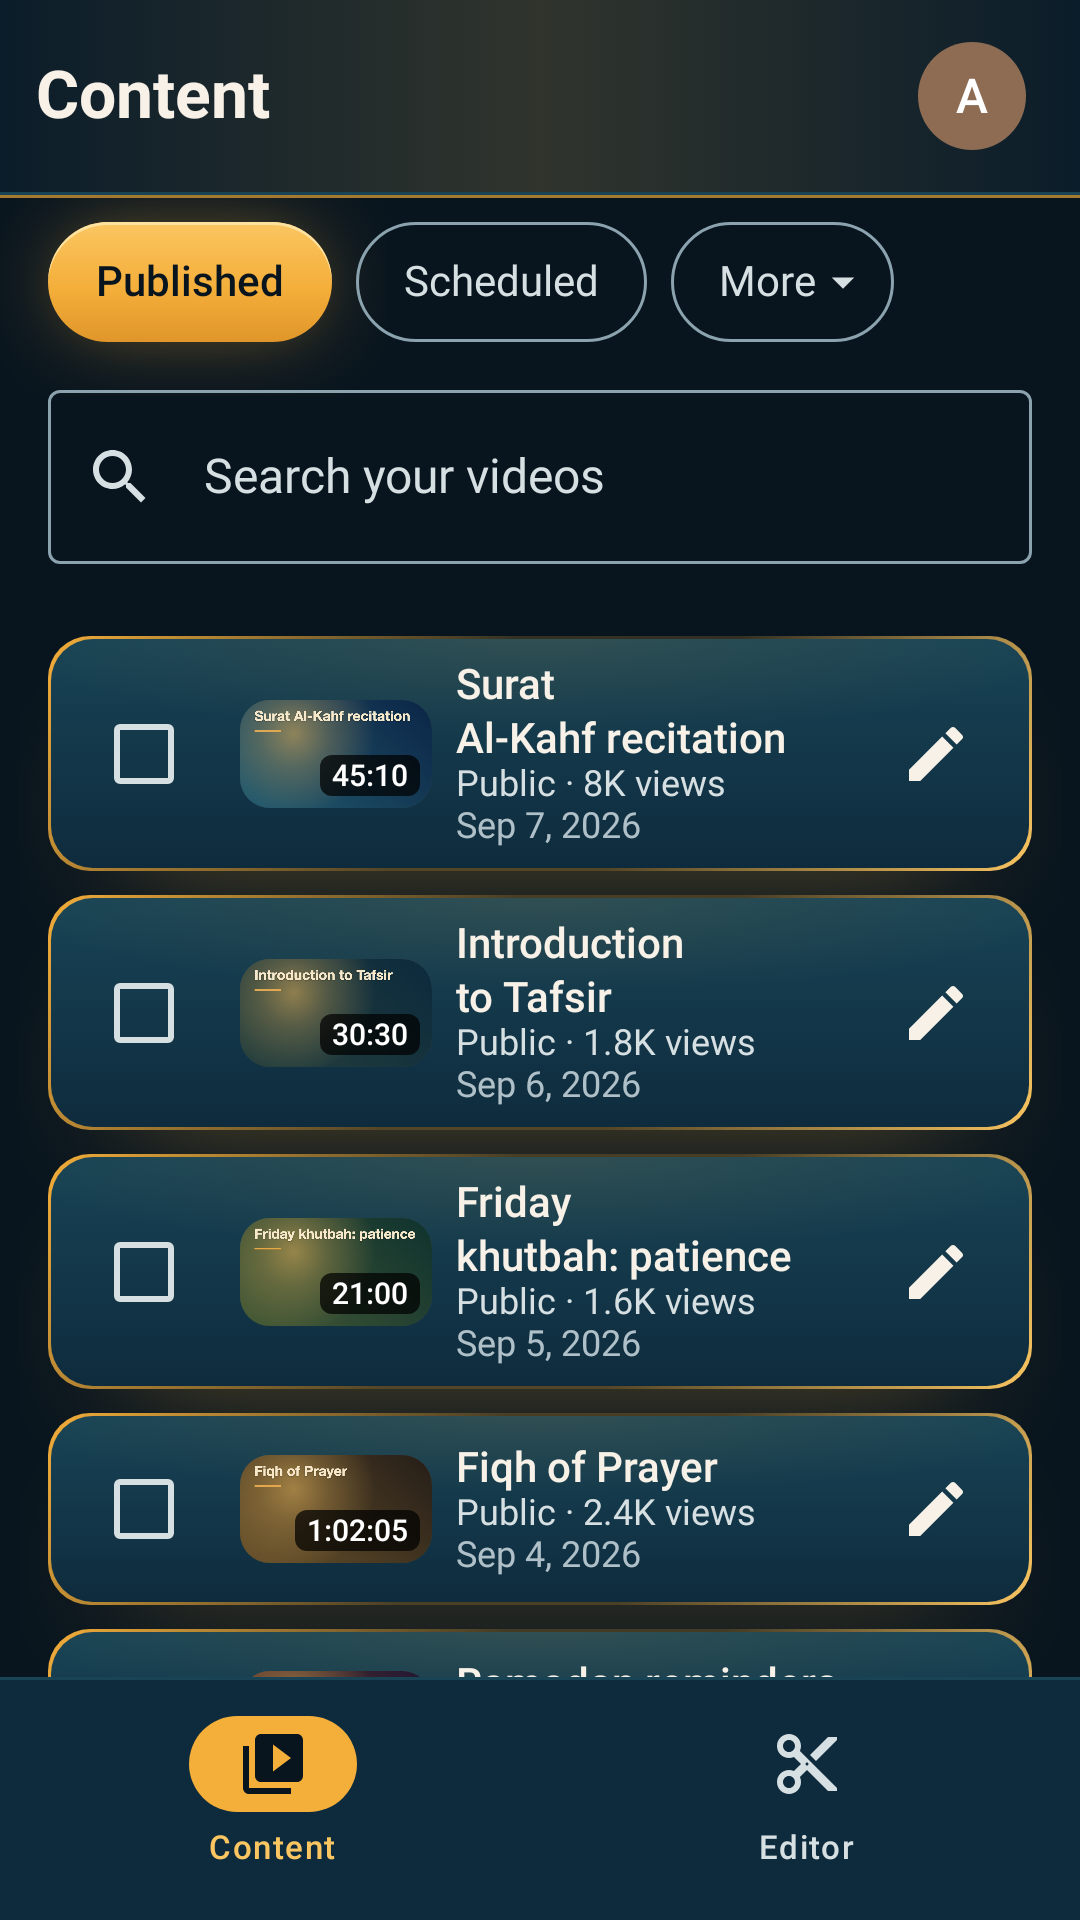 Content
A
Published
Scheduled
More
Search your videos
Surat Al-Kahf recitation
45:10
Surat
Al-Kahf recitation
Public · 8K views
Sep 7, 2026
Introduction to Tafsir
30:30
Introduction
to Tafsir
Public · 1.8K views
Sep 6, 2026
Friday khutbah: patience
21:00
Friday
khutbah: patience
Public · 1.6K views
Sep 5, 2026
Fiqh of Prayer
1:02:05
Fiqh of Prayer
Public · 2.4K views
Sep 4, 2026
Ramadan reminders
Content
Editor